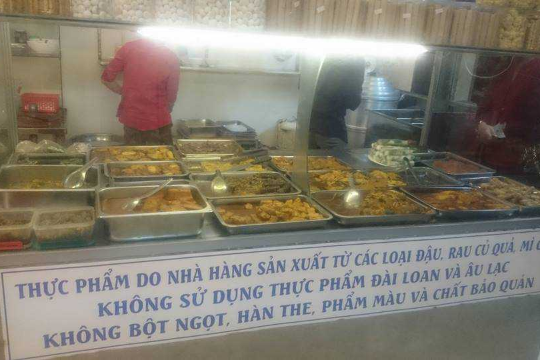 THỰC PHẨM DO NHÀ HÀNG SẢN XUẤT TỪ CÁC LOẠI ĐẬU, RAU CỦ QUẢ, MÌ C
KHÔNG SỬ DỤNG THỰC PHẨM ĐÀI LOAN VÀ ÂU LẠC
KHÔNG BỘT NGỌT, HÀN THE, PHẨM MÀU VÀ CHẤT BẢO QUẢN